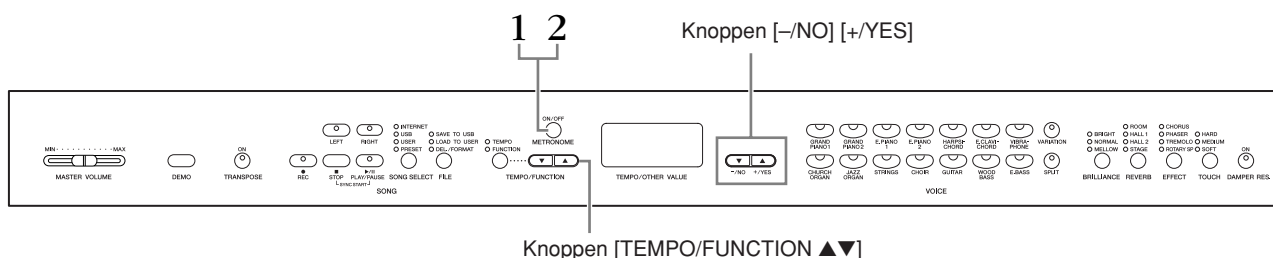 1 2
Knoppen [–/NO] [+/YES]
MIN MAX
MASTER VOLUME
DEMO
ON
TRANSPOSE
LEFT RIGHT
REC
STOP
PLAY/PAUSE
SYNC START
SONG
INTERNET
USB
USER
PRESET
SONG SELECT
SAVE TO USB
LOAD TO USER
DEL./FORMAT
FILE
TEMPO
FUNCTION
ON/OFF
METRONOME
▼ ▲
TEMPO/FUNCTION
TEMPO/OTHER VALUE
▼ ▲
–/NO +/YES
GRAND PIANO 1
GRAND PIANO 2
E.PIANO 1
E.PIANO 2
HARPSI-CHORD
E.CLAVI-CHORD
VIBRA-PHONE
VARIATION
CHURCH ORGAN
JAZZ ORGAN
STRINGS
CHOIR
GUITAR
WOOD BASS
E.BASS
SPLIT
VOICE
BRIGHT
NORMAL
MELLOW
BRILLIANCE
ROOM
HALL 1
HALL 2
STAGE
REVERB
CHORUS
PHASER
TREMOLO
ROTARY SP
EFFECT
HARD
MEDIUM
SOFT
TOUCH
ON
DAMPER RES.
Knoppen [TEMPO/FUNCTION ▲▼]